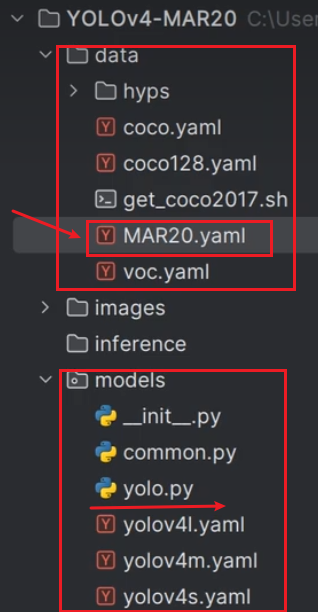 YOLOv4-MAR20 C:\User
data
hyps
coco.yaml
coco128.yaml
get_coco2017.sh
MAR20.yaml
voc.yaml
images
inference
models
__init__.py
common.py
yolo.py
yolov4l.yaml
yolov4m.yaml
yolov4s.yaml